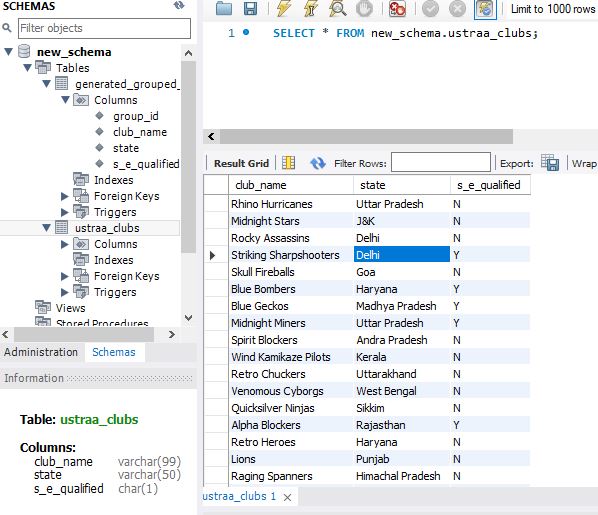 SCHEMAS
Filter objects
new_schema
Tables
generated_grouped_
Columns
group_id
club_name
state
s_e_qualified
Indexes
Foreign Keys
Triggers
ustraa_clubs
Columns
Indexes
Foreign Keys
Triggers
Views
Stored Procedures
Administration Schemas
Information
Table: ustraa_clubs
Columns:
club_name varchar(99)
state varchar(50)
s_e_qualified char(1)
Limit to 1000 rows
1 SELECT * FROM new_schema.ustraa_clubs;
Result Grid Filter Rows: Export: Wrap
club_name state s_e_qualified
Rhino Hurricanes Uttar Pradesh N
Midnight Stars J&K N
Rocky Assassins Delhi N
Striking Sharpshooters Delhi Y
Skull Fireballs Goa N
Blue Bombers Haryana Y
Blue Geckos Madhya Pradesh Y
Midnight Miners Uttar Pradesh Y
Spirit Blockers Andra Pradesh N
Wind Kamikaze Pilots Kerala N
Retro Chuckers Uttarakhand N
Venomous Cyborgs West Bengal N
Quicksilver Ninjas Sikkim N
Alpha Blockers Rajasthan Y
Retro Heroes Haryana N
Lions Punjab N
Raging Spanners Himachal Pradesh N
ustraa_clubs 1